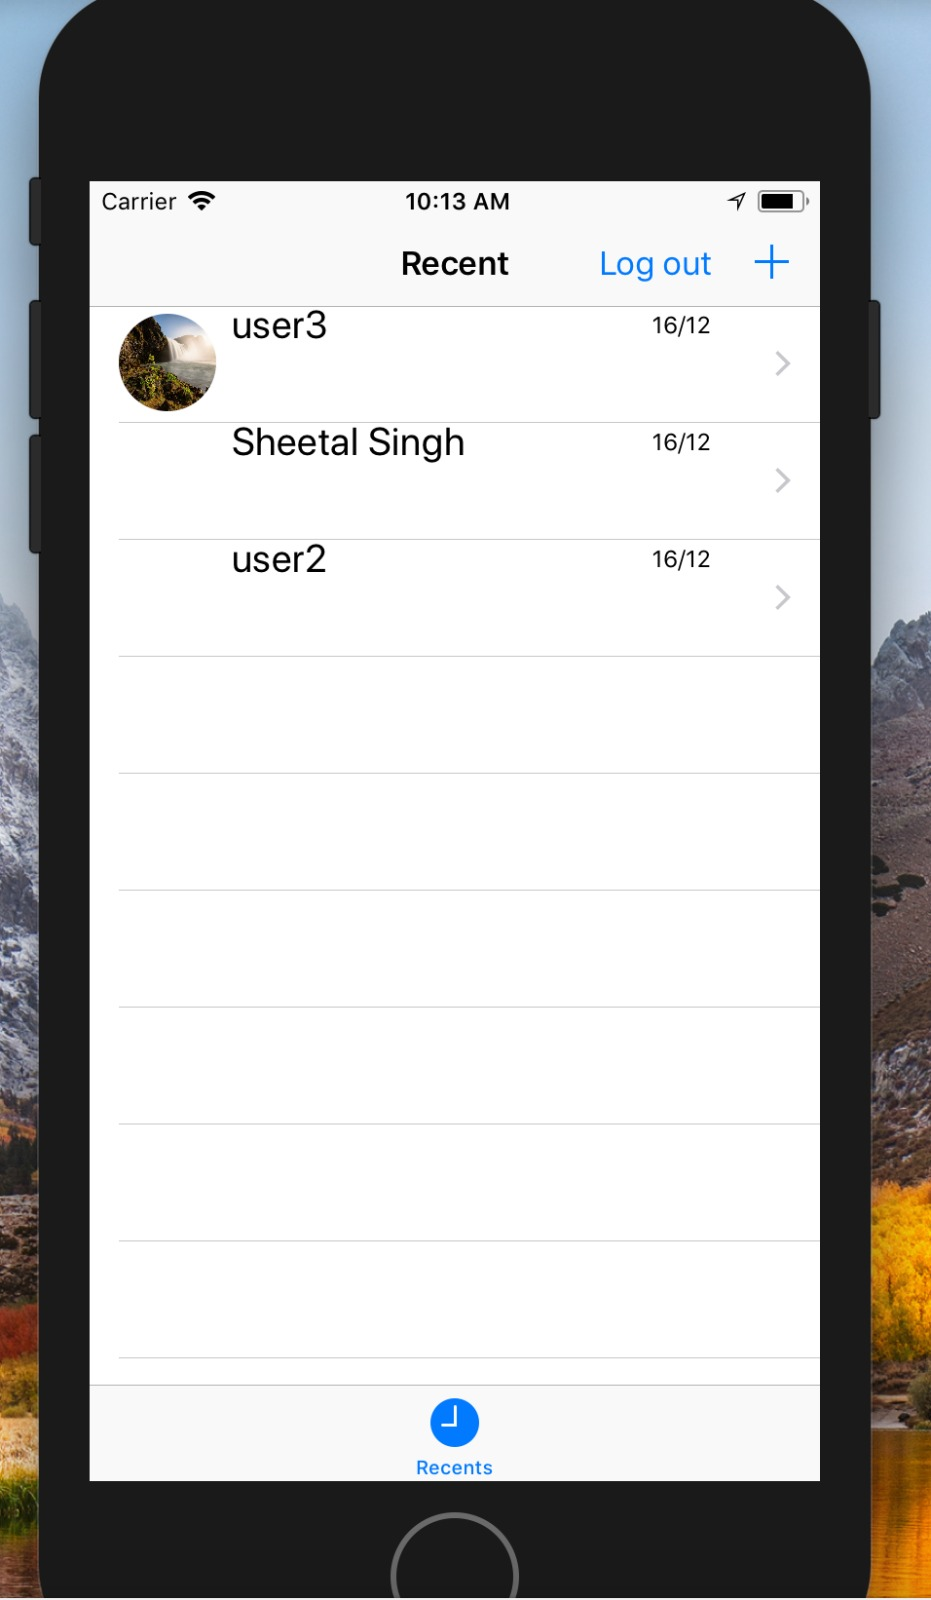 Carrier 10:13 AM
Recent Log out
user3 16/12
Sheetal Singh 16/12
user2 16/12
Recents